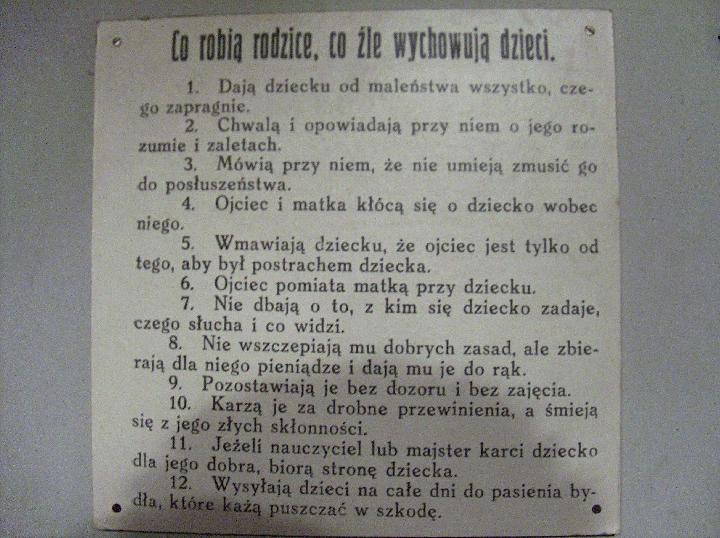 Co robią rodzice, co źle wychowują dzieci.
1. Dają dziecku od maleństwa wszystko, cze-
go zapragnie.
2. Chwalą i opowiadają przy niem o jego ro-
zumie i zaletach.
3. Mówią przy niem, że nie umieją zmusić go
do posłuszeństwa.
4. Ojciec i matka kłócą się o dziecko wobec
niego.
5. Wmawiają dziecku, że ojciec jest tylko od
tego, aby był postrachem dziecka.
6. Ojciec pomiata matką przy dziecku.
7. Nie dbają o to, z kim się dziecko zadaje,
czego słucha i co widzi.
8. Nie wszczepiają mu dobrych zasad, ale zbie-
rają dla niego pieniądze i dają mu je do rąk.
9. Pozostawiają je bez dozoru i bez zajęcia.
10. Karzą je za drobne przewinienia, a śmieją
się z jego złych skłonności.
11. Jeżeli nauczyciel lub majster karci dziecko
dla jego dobra, biorą stronę dziecka.
12. Wysyłają dzieci na całe dni do pasienia by-
dła, które każą puszczać w szkodę.